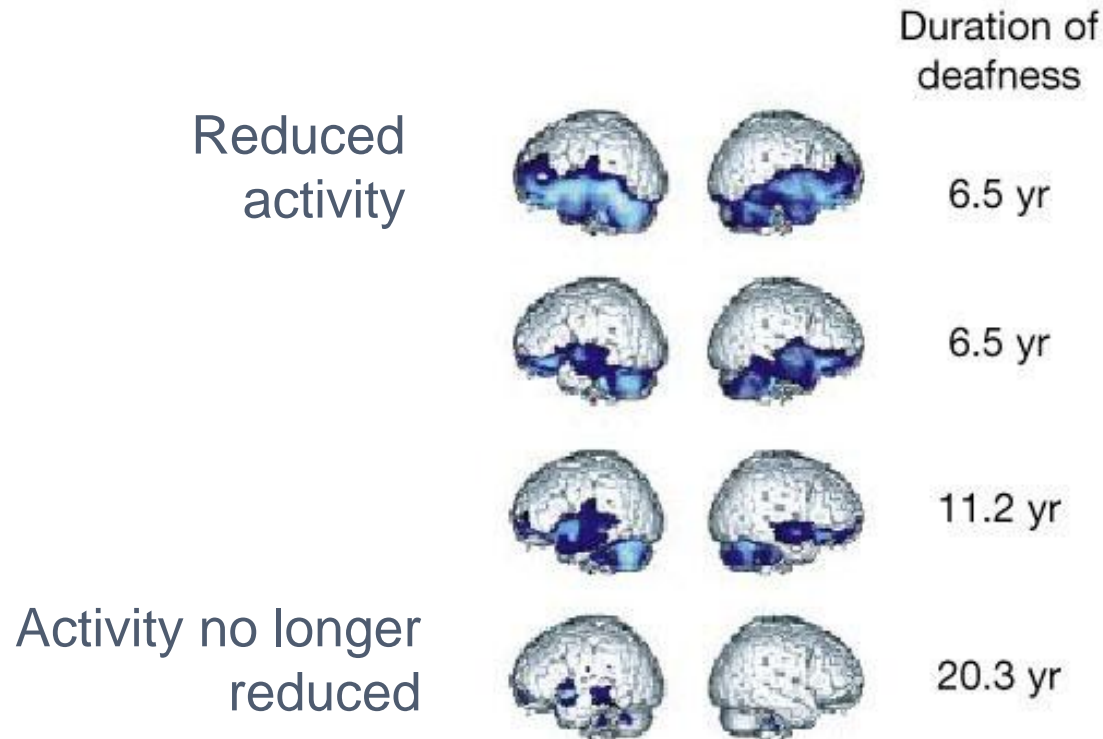 Duration of
deafness
Reduced
activity
6.5 yr
6.5 yr
11.2 yr
Activity no longer
reduced
20.3 yr